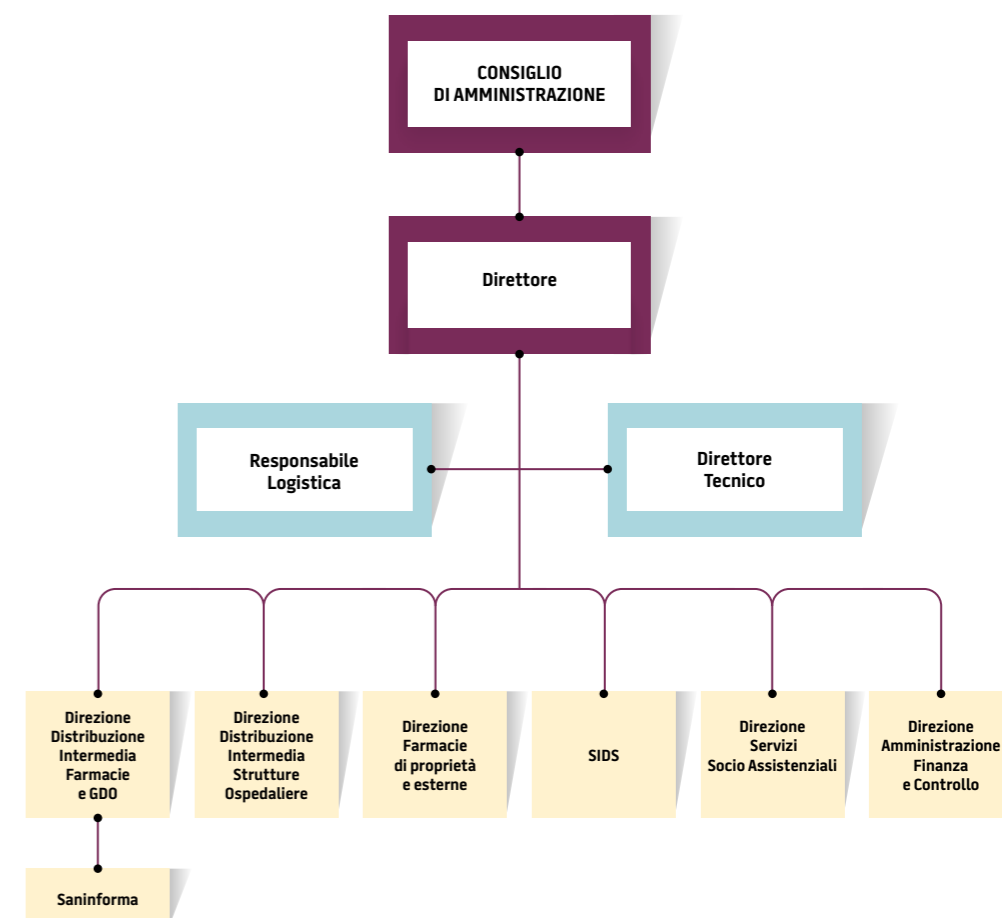 CONSIGLIO
DI AMMINISTRAZIONE
Direttore
Responsabile
Logistica
Direttore
Tecnico
Direzione
Distribuzione
Intermedia
Farmacie
e GDO
Direzione
Distribuzione
Intermedia
Strutture
Ospedaliere
Direzione
Farmacie
di proprietà
e esterne
SIDS
Direzione
Servizi
Socio Assistenziali
Direzione
Amministrazione
Finanza
e Controllo
Saninforma